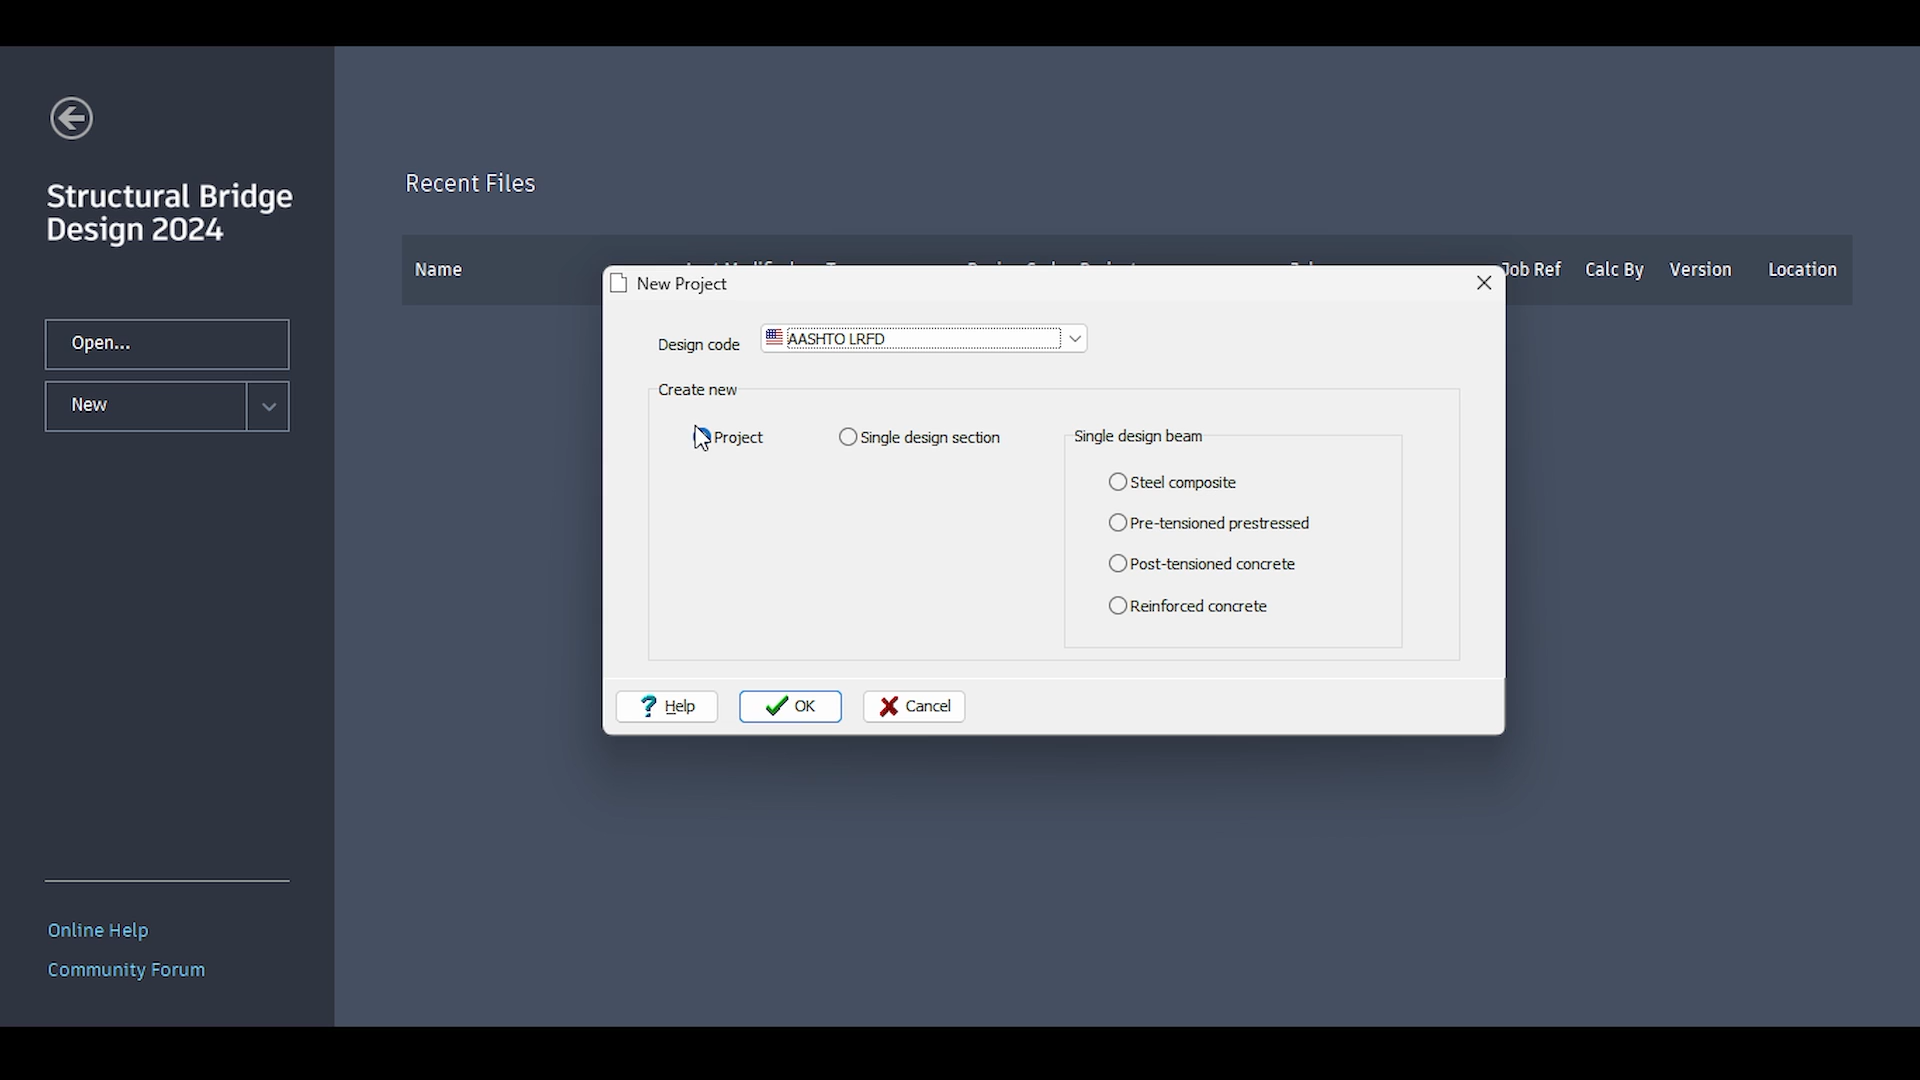 Structural Bridge
Design 2024
Open...
New
Online Help
Community Forum
Recent Files
Name
Job Ref Calc By Version Location
New Project
Design code AASHTO LRFD
Create new
Project Single design section
Single design beam
Steel composite
Pre-tensioned prestressed
Post-tensioned concrete
Reinforced concrete
? Help OK Cancel